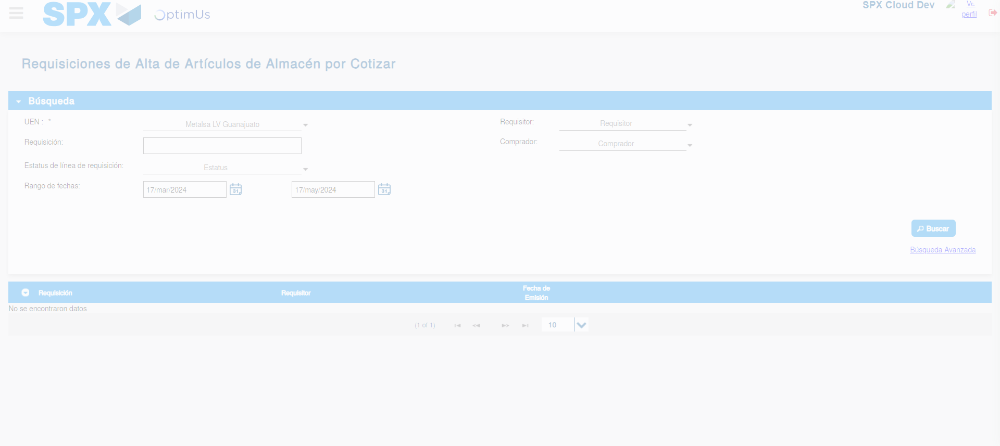 SPX OptimUs
SPX Cloud Dev
perfil
Requisiciones de Alta de Artículos de Almacén por Cotizar
Búsqueda
UEN : * Metalsa LV Guanajuato Requisitor: Requisitor
Requisición: Comprador: Comprador
Estatus de línea de requisición: Estatus
Rango de fechas: 17/mar/2024 31 17/may/2024 31
Buscar
Búsqueda Avanzada
Requisición Requisitor Fecha de
Emisión
No se encontraron datos
(1 of 1) 10